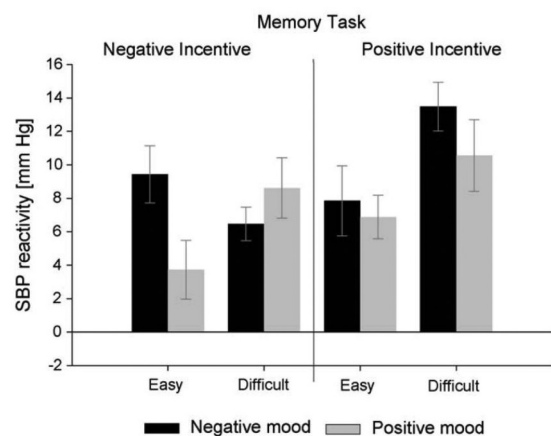 Memory Task
Negative Incentive Positive Incentive
16
14
12
10
8
6
4
2
0
-2
SBP reactivity [mm Hg]
Easy Difficult Easy Difficult
Negative mood Positive mood